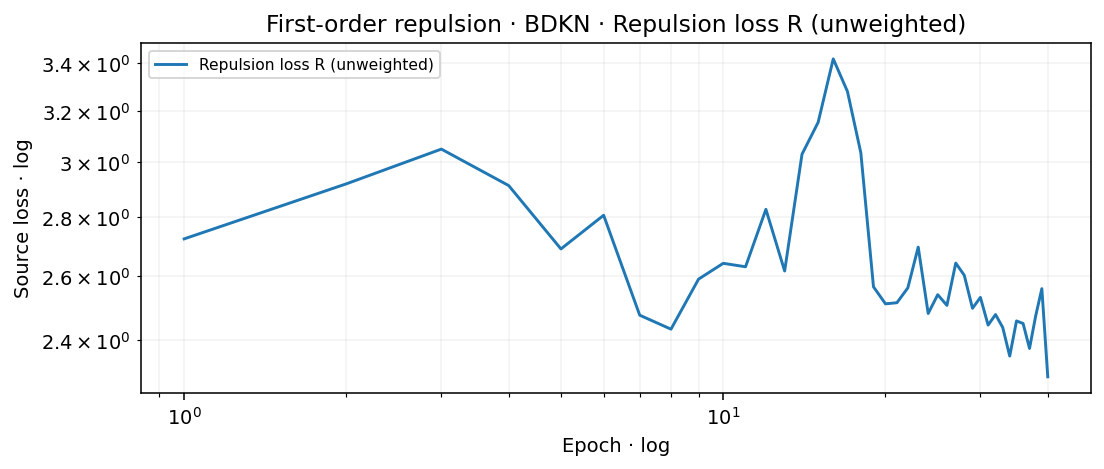 First-order repulsion · BDKN · Repulsion loss R (unweighted)
Repulsion loss R (unweighted)
Source loss · log
3.4 × 10⁰
3.2 × 10⁰
3 × 10⁰
2.8 × 10⁰
2.6 × 10⁰
2.4 × 10⁰
10⁰
10¹
Epoch · log